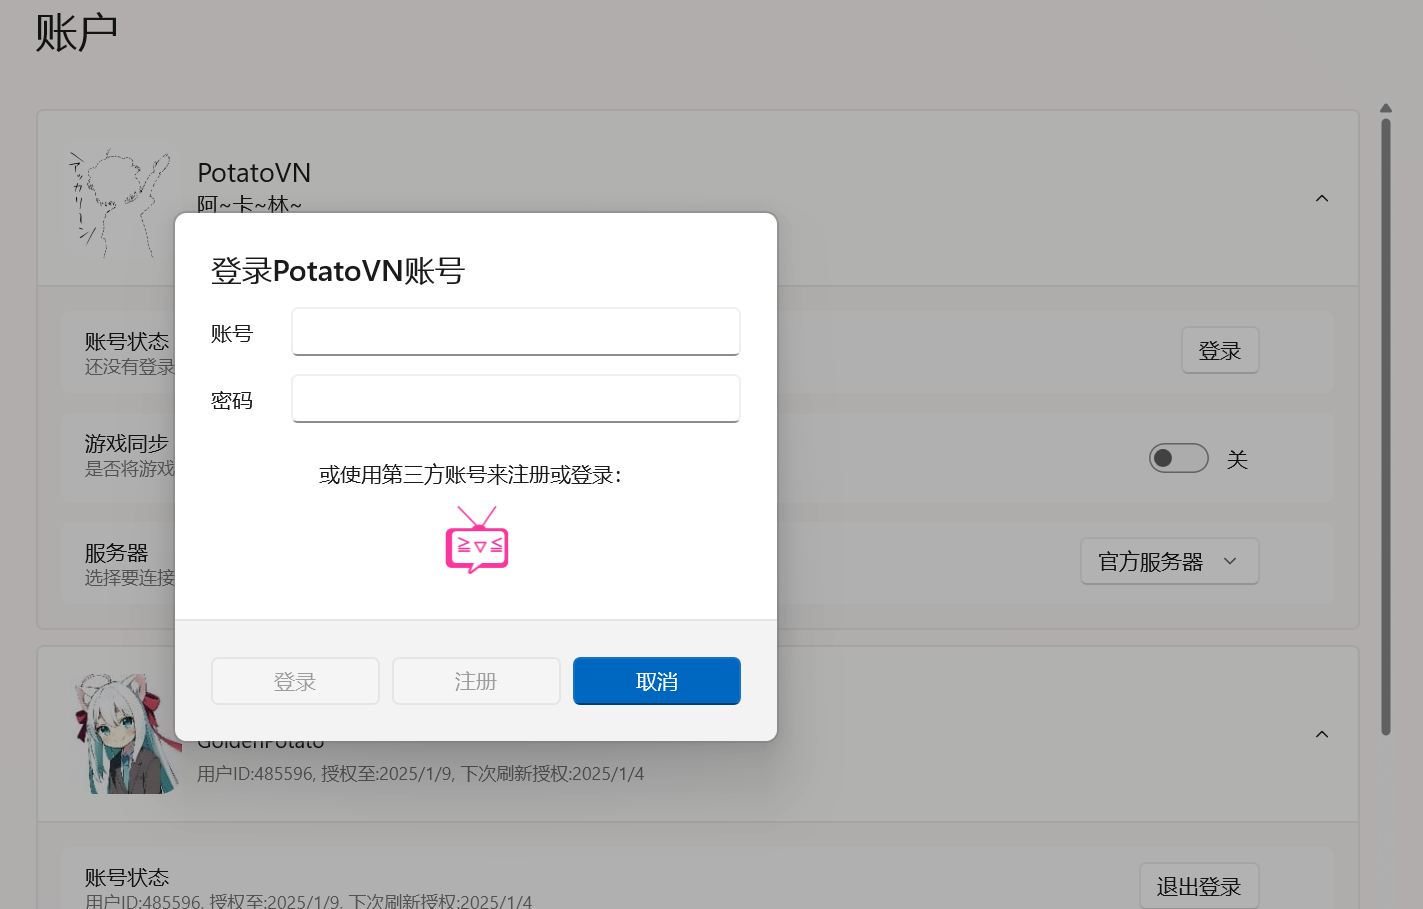 账户
PotatoVN
阿~卡~林~
アッカリーン
登录PotatoVN账号
账号
密码
或使用第三方账号来注册或登录：
登录
注册
取消
账号状态
还没有登录
登录
游戏同步
是否将游戏
关
服务器
选择要连接
官方服务器
GoldenPotato
用户ID:485596, 授权至:2025/1/9, 下次刷新授权:2025/1/4
账号状态
用户ID:485596, 授权至:2025/1/9, 下次刷新授权:2025/1/4
退出登录